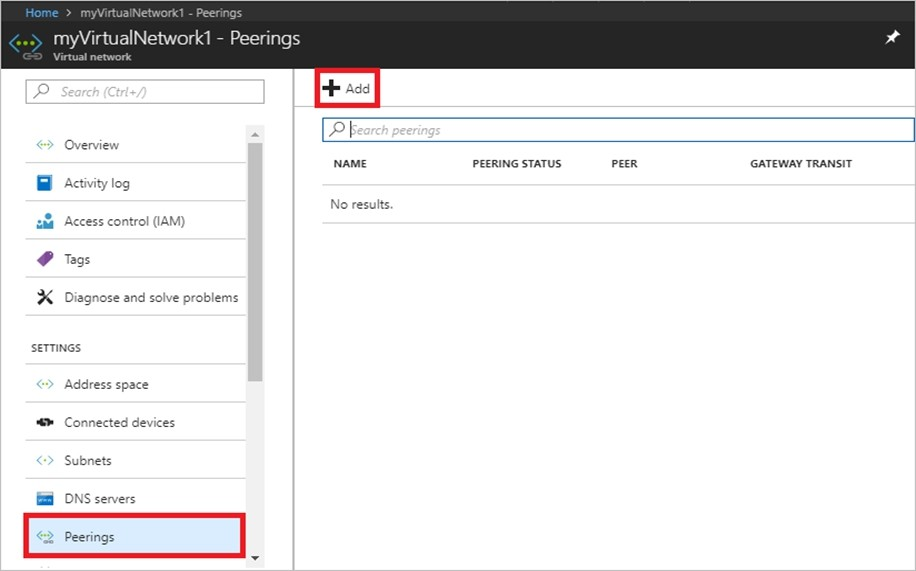 Home > myVirtualNetwork1 - Peerings
myVirtualNetwork1 - Peerings
Virtual network
Search (Ctrl+/)
Overview
Activity log
Access control (IAM)
Tags
Diagnose and solve problems
SETTINGS
Address space
Connected devices
Subnets
DNS servers
Peerings
Add
Search peerings
NAME PEERING STATUS PEER GATEWAY TRANSIT
No results.